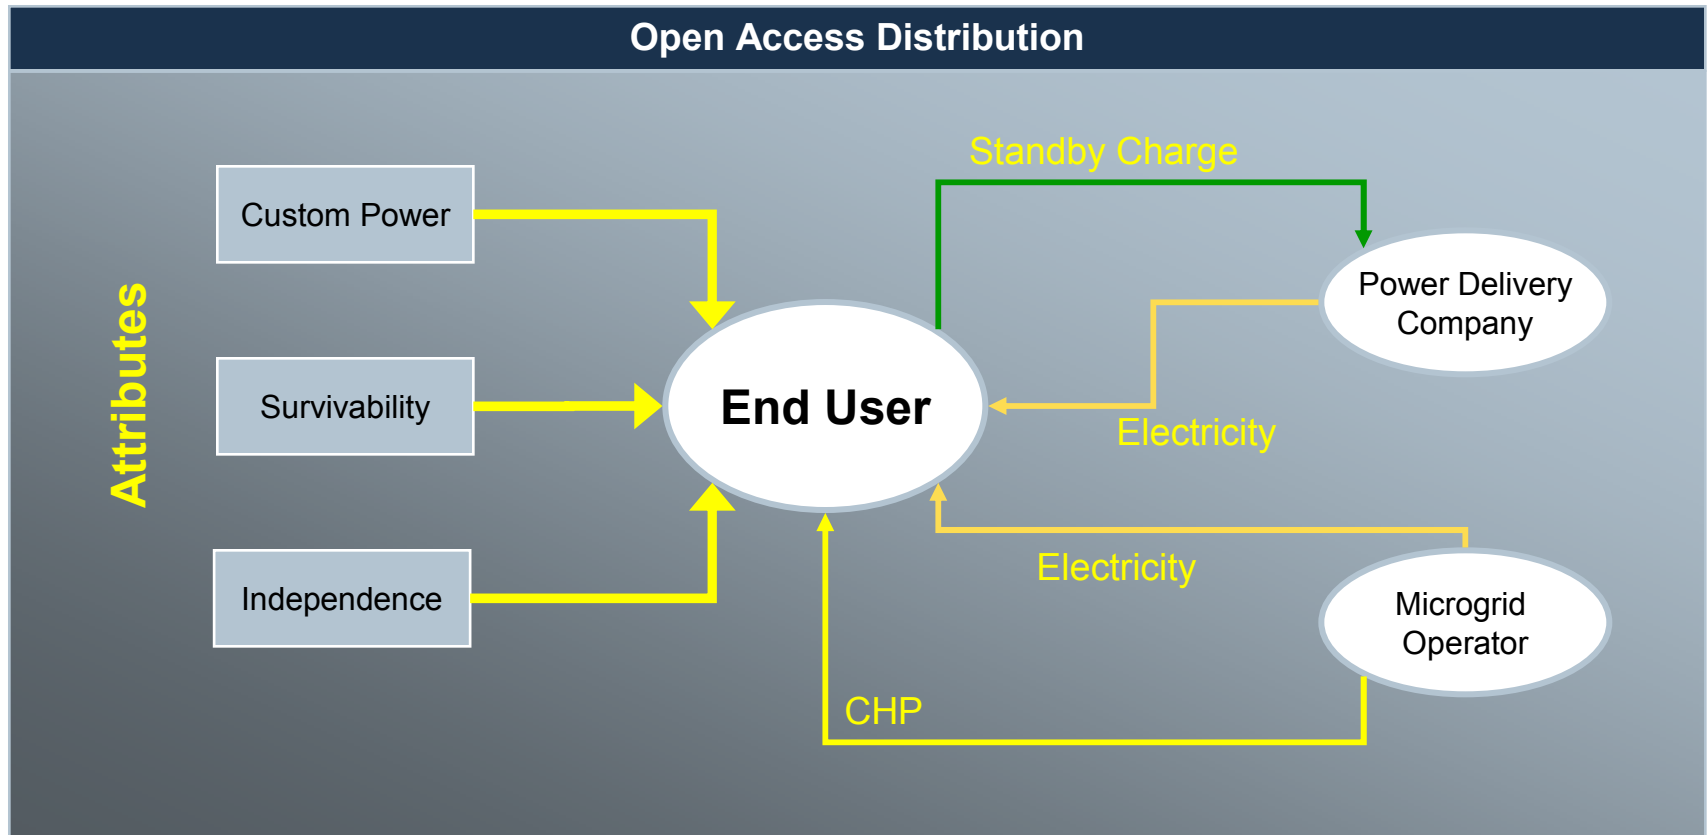 Open Access Distribution
Attributes
Custom Power
Survivability
Independence
End User
Standby Charge
Power Delivery
Company
Electricity
Electricity
Microgrid
Operator
CHP